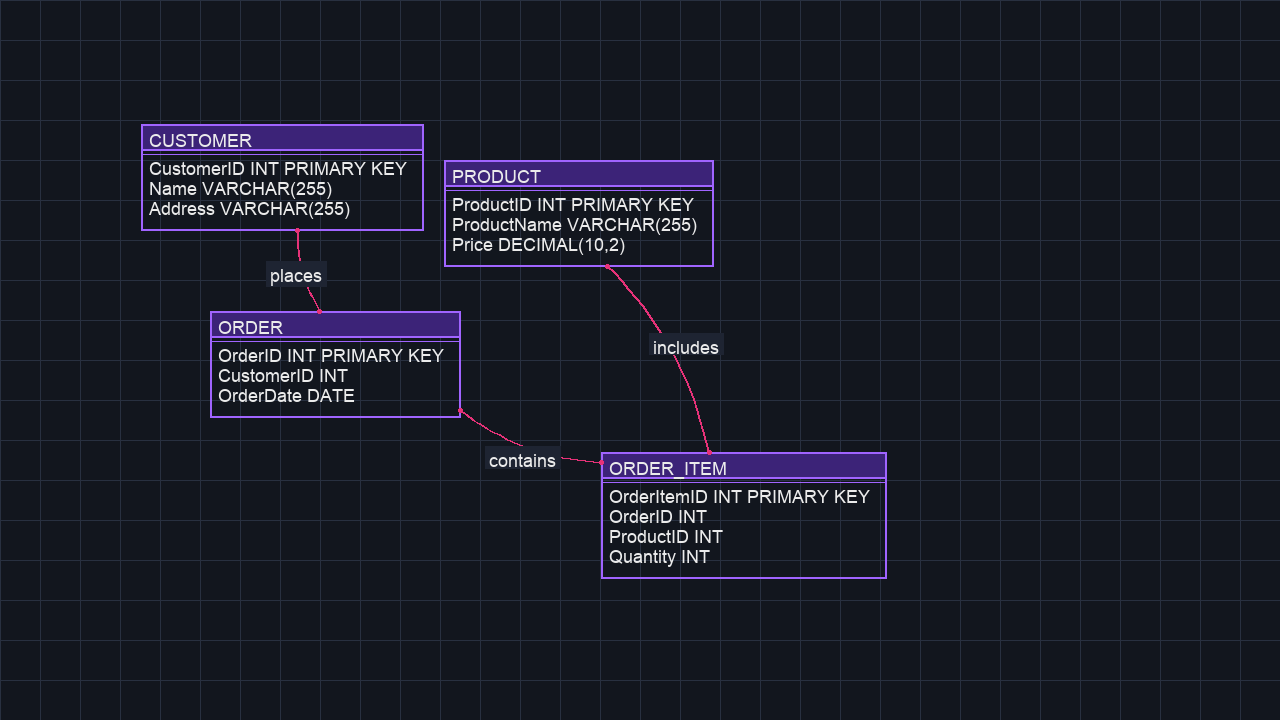 CUSTOMER
CustomerID INT PRIMARY KEY
Name VARCHAR(255)
Address VARCHAR(255)
PRODUCT
ProductID INT PRIMARY KEY
ProductName VARCHAR(255)
Price DECIMAL(10,2)
places
ORDER
OrderID INT PRIMARY KEY
CustomerID INT
OrderDate DATE
includes
contains
ORDER_ITEM
OrderItemID INT PRIMARY KEY
OrderID INT
ProductID INT
Quantity INT